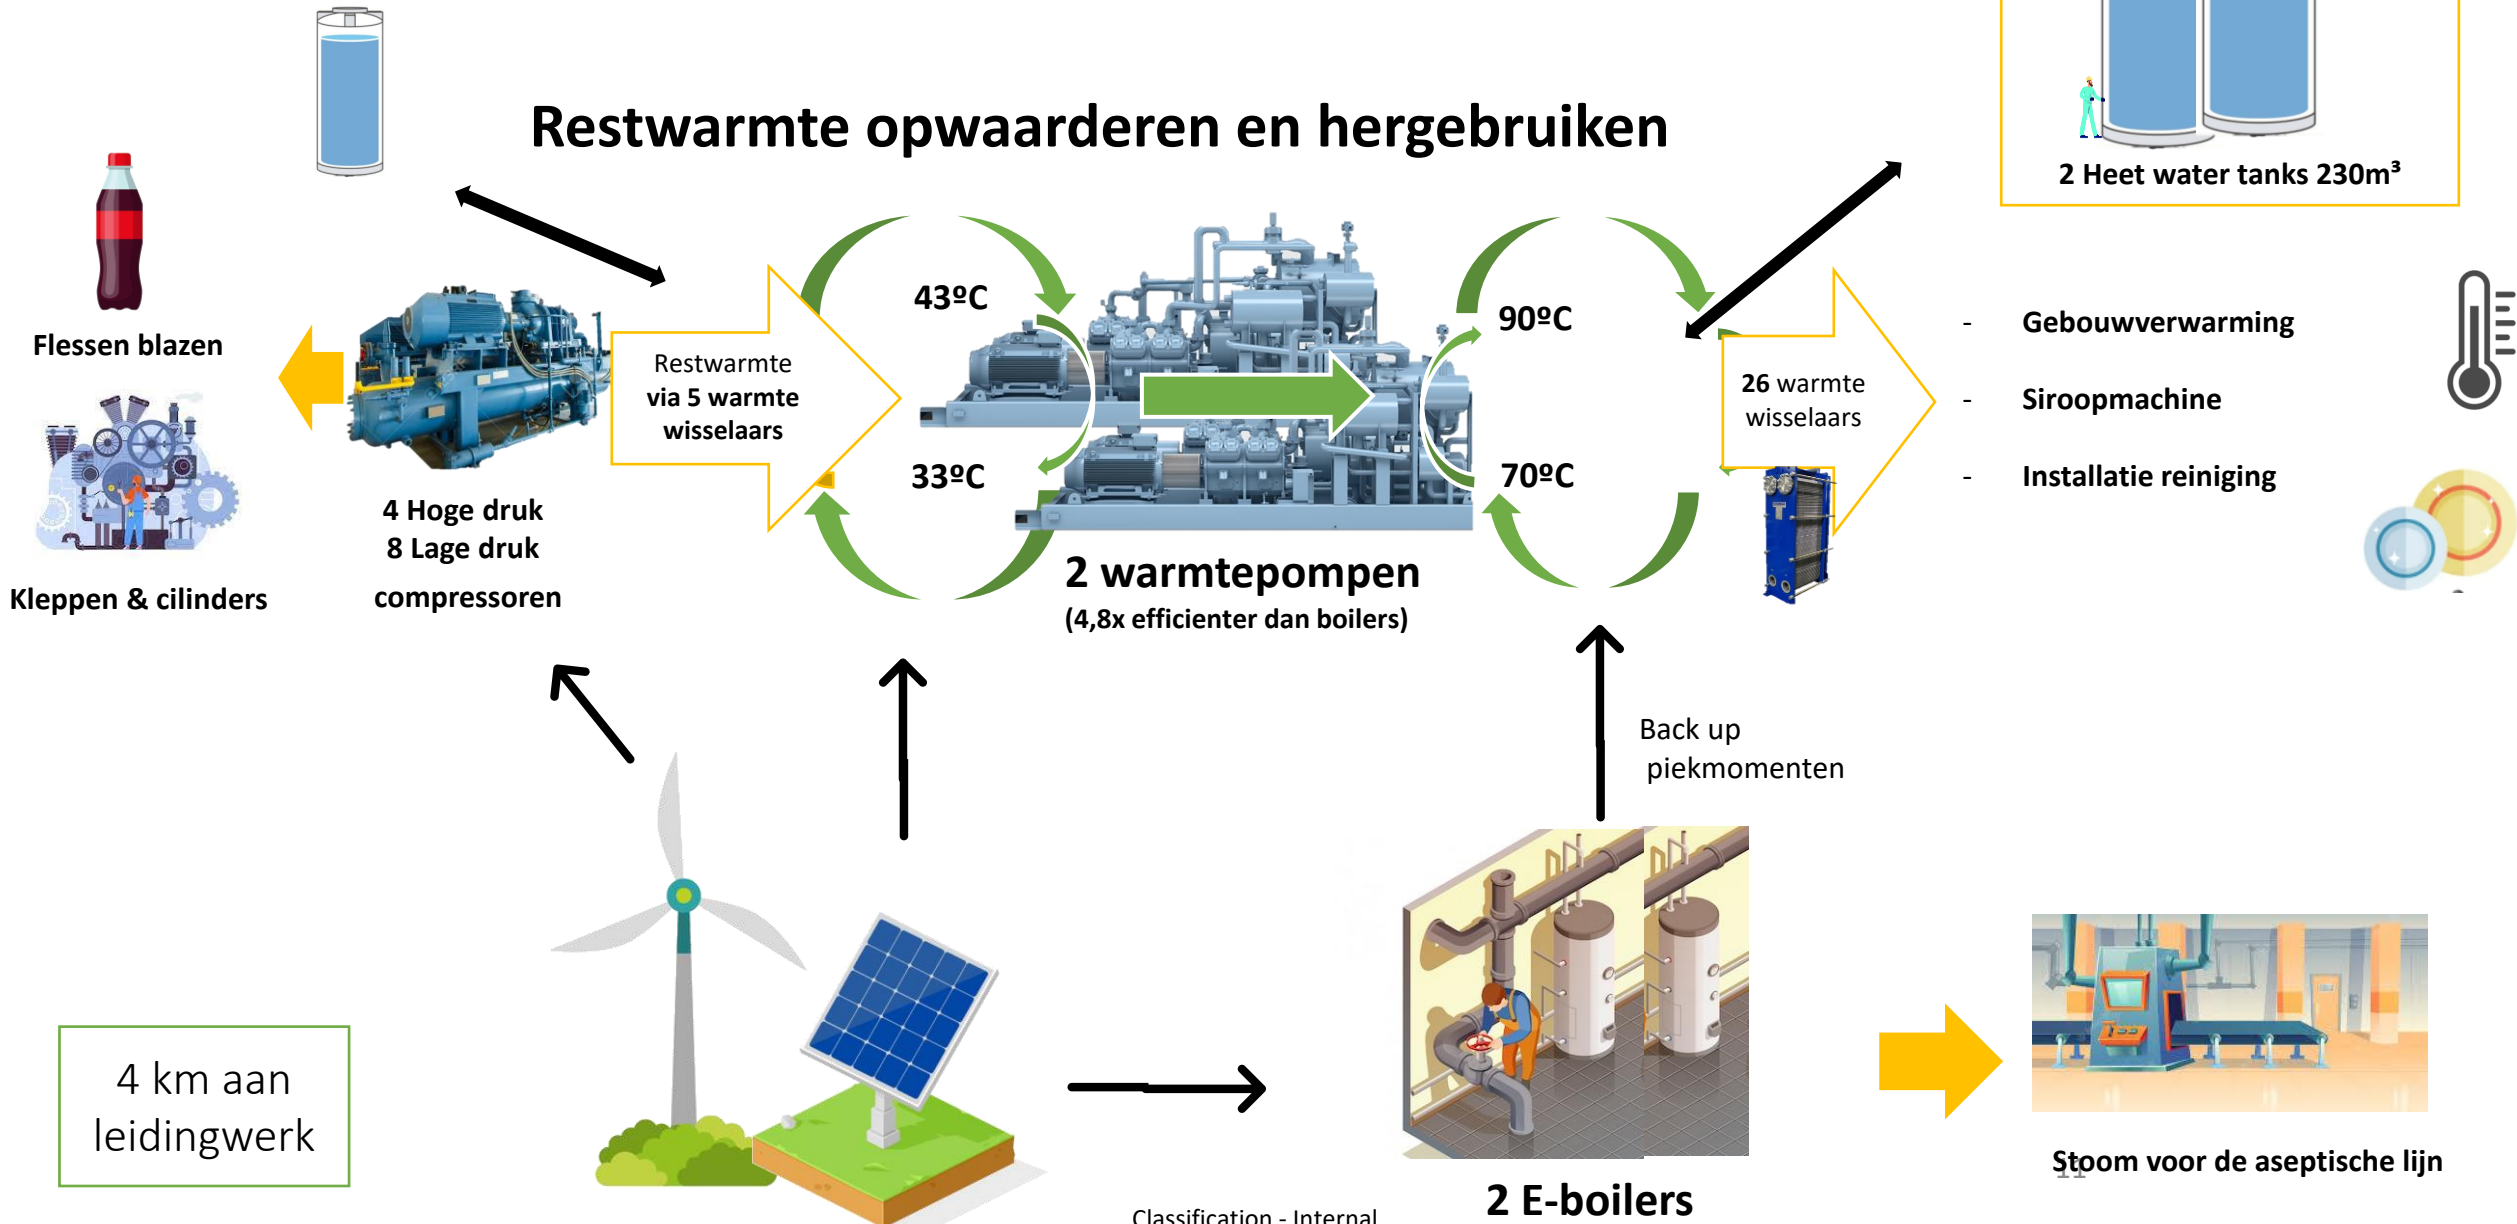 Restwarmte opwaarderen en hergebruiken
2 Heet water tanks 230m³
Flessen blazen
Kleppen & cilinders
4 Hoge druk
8 Lage druk
compressoren
Restwarmte
via 5 warmte
wisselaars
43ºC
33ºC
2 warmtepompen
(4,8x efficienter dan boilers)
90ºC
70ºC
26 warmte
wisselaars
- Gebouwverwarming
- Siroopmachine
- Installatie reiniging
Back up
piekmomenten
4 km aan
leidingwerk
2 E-boilers
Stoom voor de aseptische lijn
11
Classification - Internal